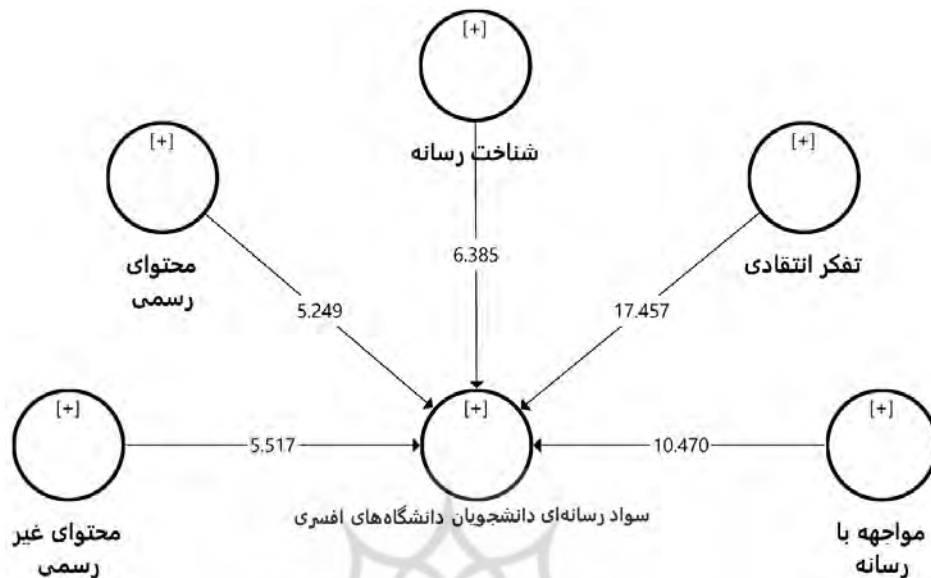 [+]
شناخت رسانه
[+]
محتوای
رسمی
[+]
تفکر انتقادی
6.385
5.249
17.457
[+]
محتوای غیر
رسمی
5.517
[+]
سواد رسانه‌ای دانشجویان دانشگاه‌های افسری
10.470
[+]
مواجهه با
رسانه